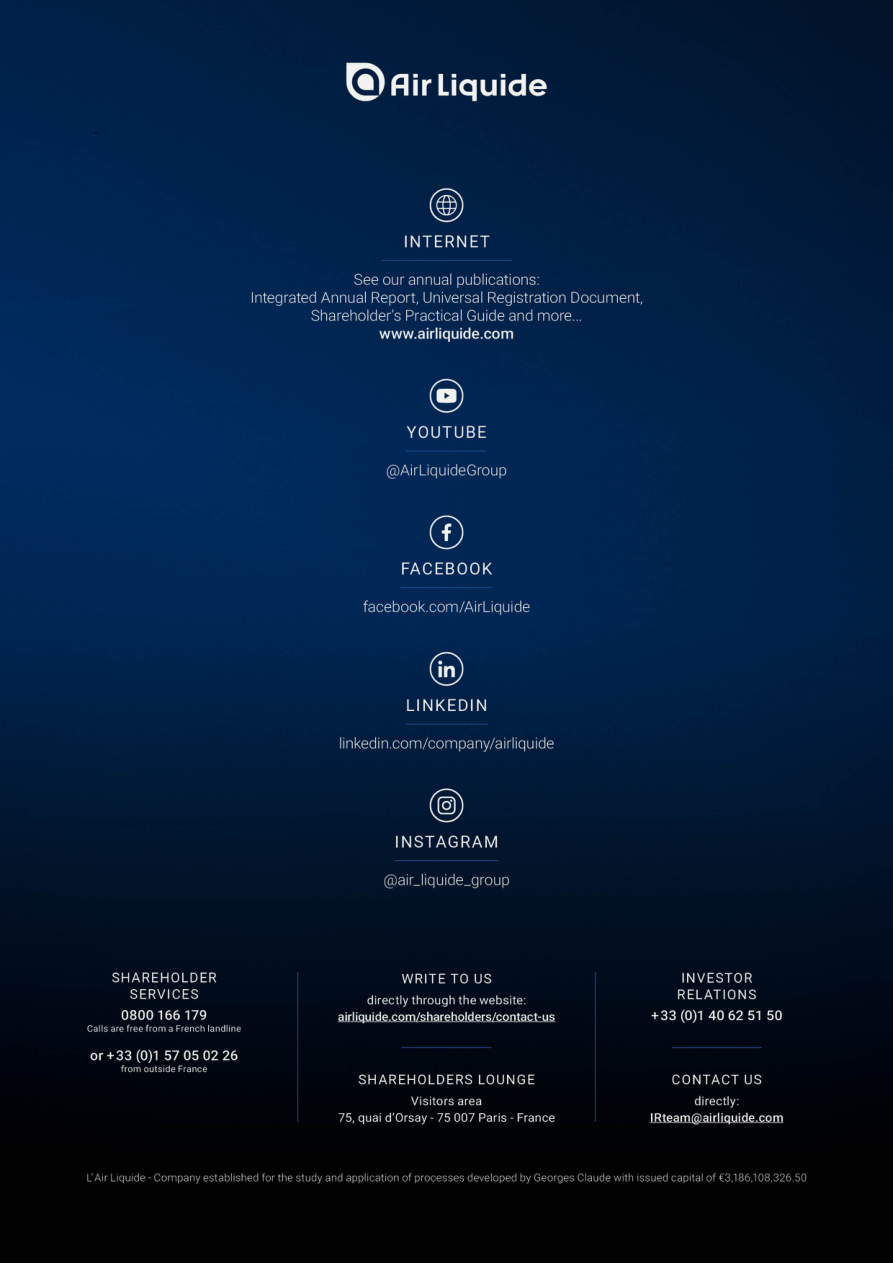 Air Liquide
INTERNET
See our annual publications:
Integrated Annual Report, Universal Registration Document,
Shareholder's Practical Guide and more...
www.airliquide.com
YOUTUBE
@AirLiquideGroup
FACEBOOK
facebook.com/AirLiquide
LINKEDIN
linkedin.com/company/airliquide
INSTAGRAM
@air_liquide_group
SHAREHOLDER
SERVICES
0800 166 179
Calls are free from a French landline
or +33 (0)1 57 05 02 26
from outside France
WRITE TO US
directly through the website:
airliquide.com/shareholders/contact-us
SHAREHOLDERS LOUNGE
Visitors area
75, quai d'Orsay - 75 007 Paris - France
INVESTOR
RELATIONS
+33 (0)1 40 62 51 50
CONTACT US
directly:
IRteam@airliquide.com
L'Air Liquide - Company established for the study and application of processes developed by Georges Claude with issued capital of €3,186,108,326.50